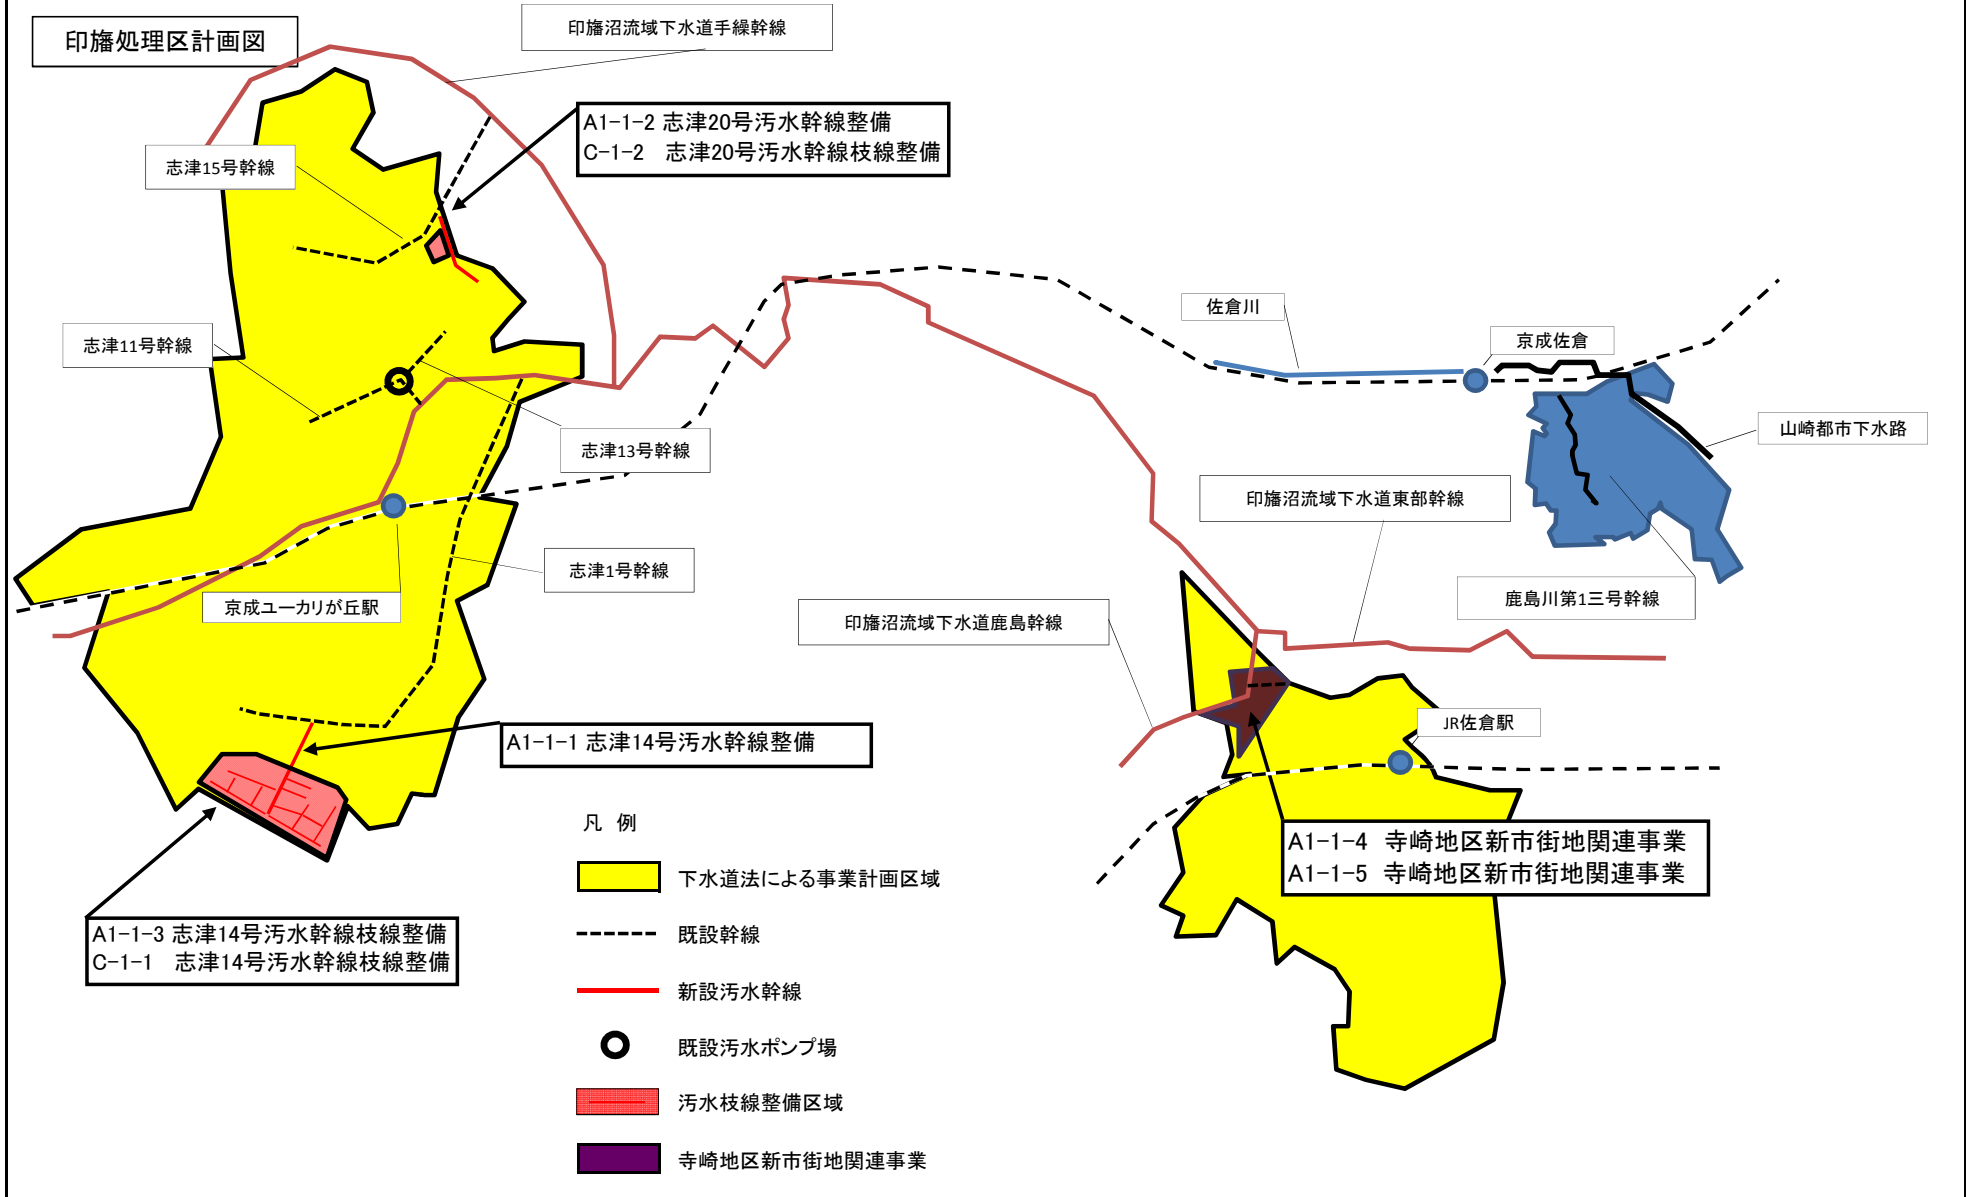 印旛処理区計画図
印旛沼流域下水道手繰幹線
A1-1-2 志津20号汚水幹線整備
C-1-2 志津20号汚水幹線枝線整備
志津15号幹線
佐倉川
京成佐倉
志津11号幹線
山崎都市下水路
志津13号幹線
印旛沼流域下水道東部幹線
志津1号幹線
京成ユーカリが丘駅
鹿島川第1三号幹線
印旛沼流域下水道鹿島幹線
JR佐倉駅
A1-1-1 志津14号汚水幹線整備
A1-1-4 寺崎地区新市街地関連事業
A1-1-5 寺崎地区新市街地関連事業
A1-1-3 志津14号汚水幹線枝線整備
C-1-1 志津14号汚水幹線枝線整備
凡 例
下水道法による事業計画区域
既設幹線
新設汚水幹線
既設汚水ポンプ場
汚水枝線整備区域
寺崎地区新市街地関連事業